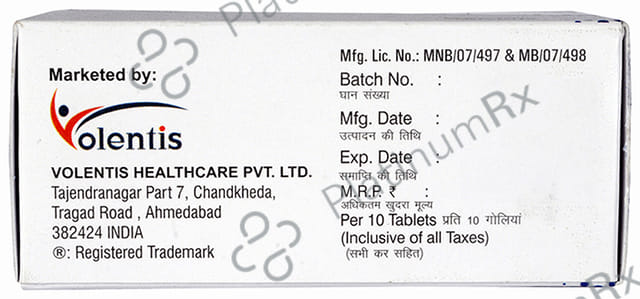 Marketed by:
Volentis
VOLENTIS HEALTHCARE PVT. LTD.
Tajendranagar Part 7, Chandkheda,
Tragad Road , Ahmedabad
382424 INDIA
®: Registered Trademark
Mfg. Lic. No.: MNB/07/497 & MB/07/498
Batch No. :
घान संख्या
Mfg. Date :
उत्पादन की तिथि
Exp. Date :
समाप्ति की तिथि
M.R.P. ₹ :
अधिकतम खुदरा मूल्य
Per 10 Tablets प्रति 10 गोलियां
(Inclusive of all Taxes)
(सभी कर सहित)
PlatinumRx